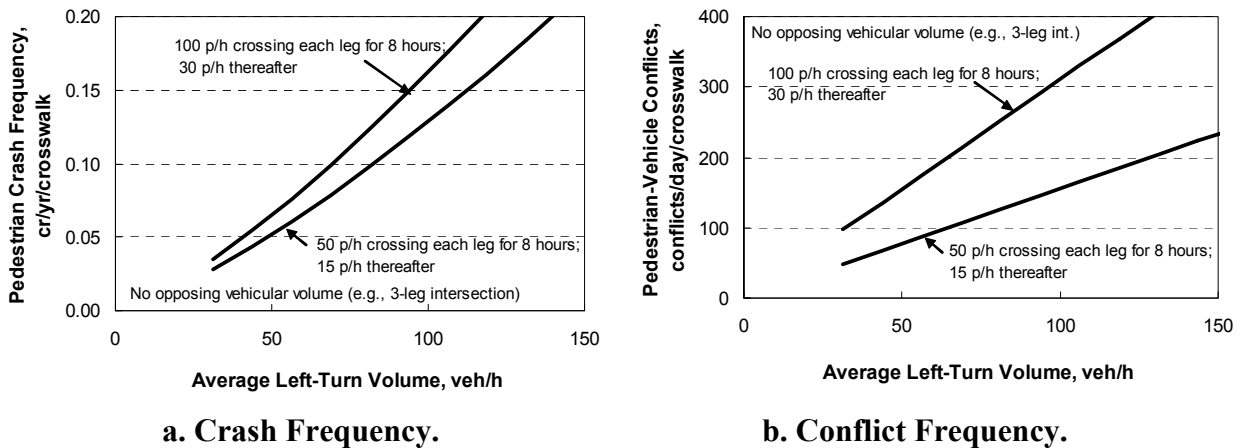 Pedestrian Crash Frequency,
cr/yr/crosswalk
0.20
0.15
0.10
0.05
0.00
100 p/h crossing each leg for 8 hours;
30 p/h thereafter
50 p/h crossing each leg for 8 hours;
15 p/h thereafter
No opposing vehicular volume (e.g., 3-leg intersection)
0 50 100 150
Average Left-Turn Volume, veh/h
a. Crash Frequency.
Pedestrian-Vehicle Conflicts,
conflicts/day/crosswalk
400
300
200
100
0
No opposing vehicular volume (e.g., 3-leg int.)
100 p/h crossing each leg for 8 hours;
30 p/h thereafter
50 p/h crossing each leg for 8 hours;
15 p/h thereafter
0 50 100 150
Average Left-Turn Volume, veh/h
b. Conflict Frequency.